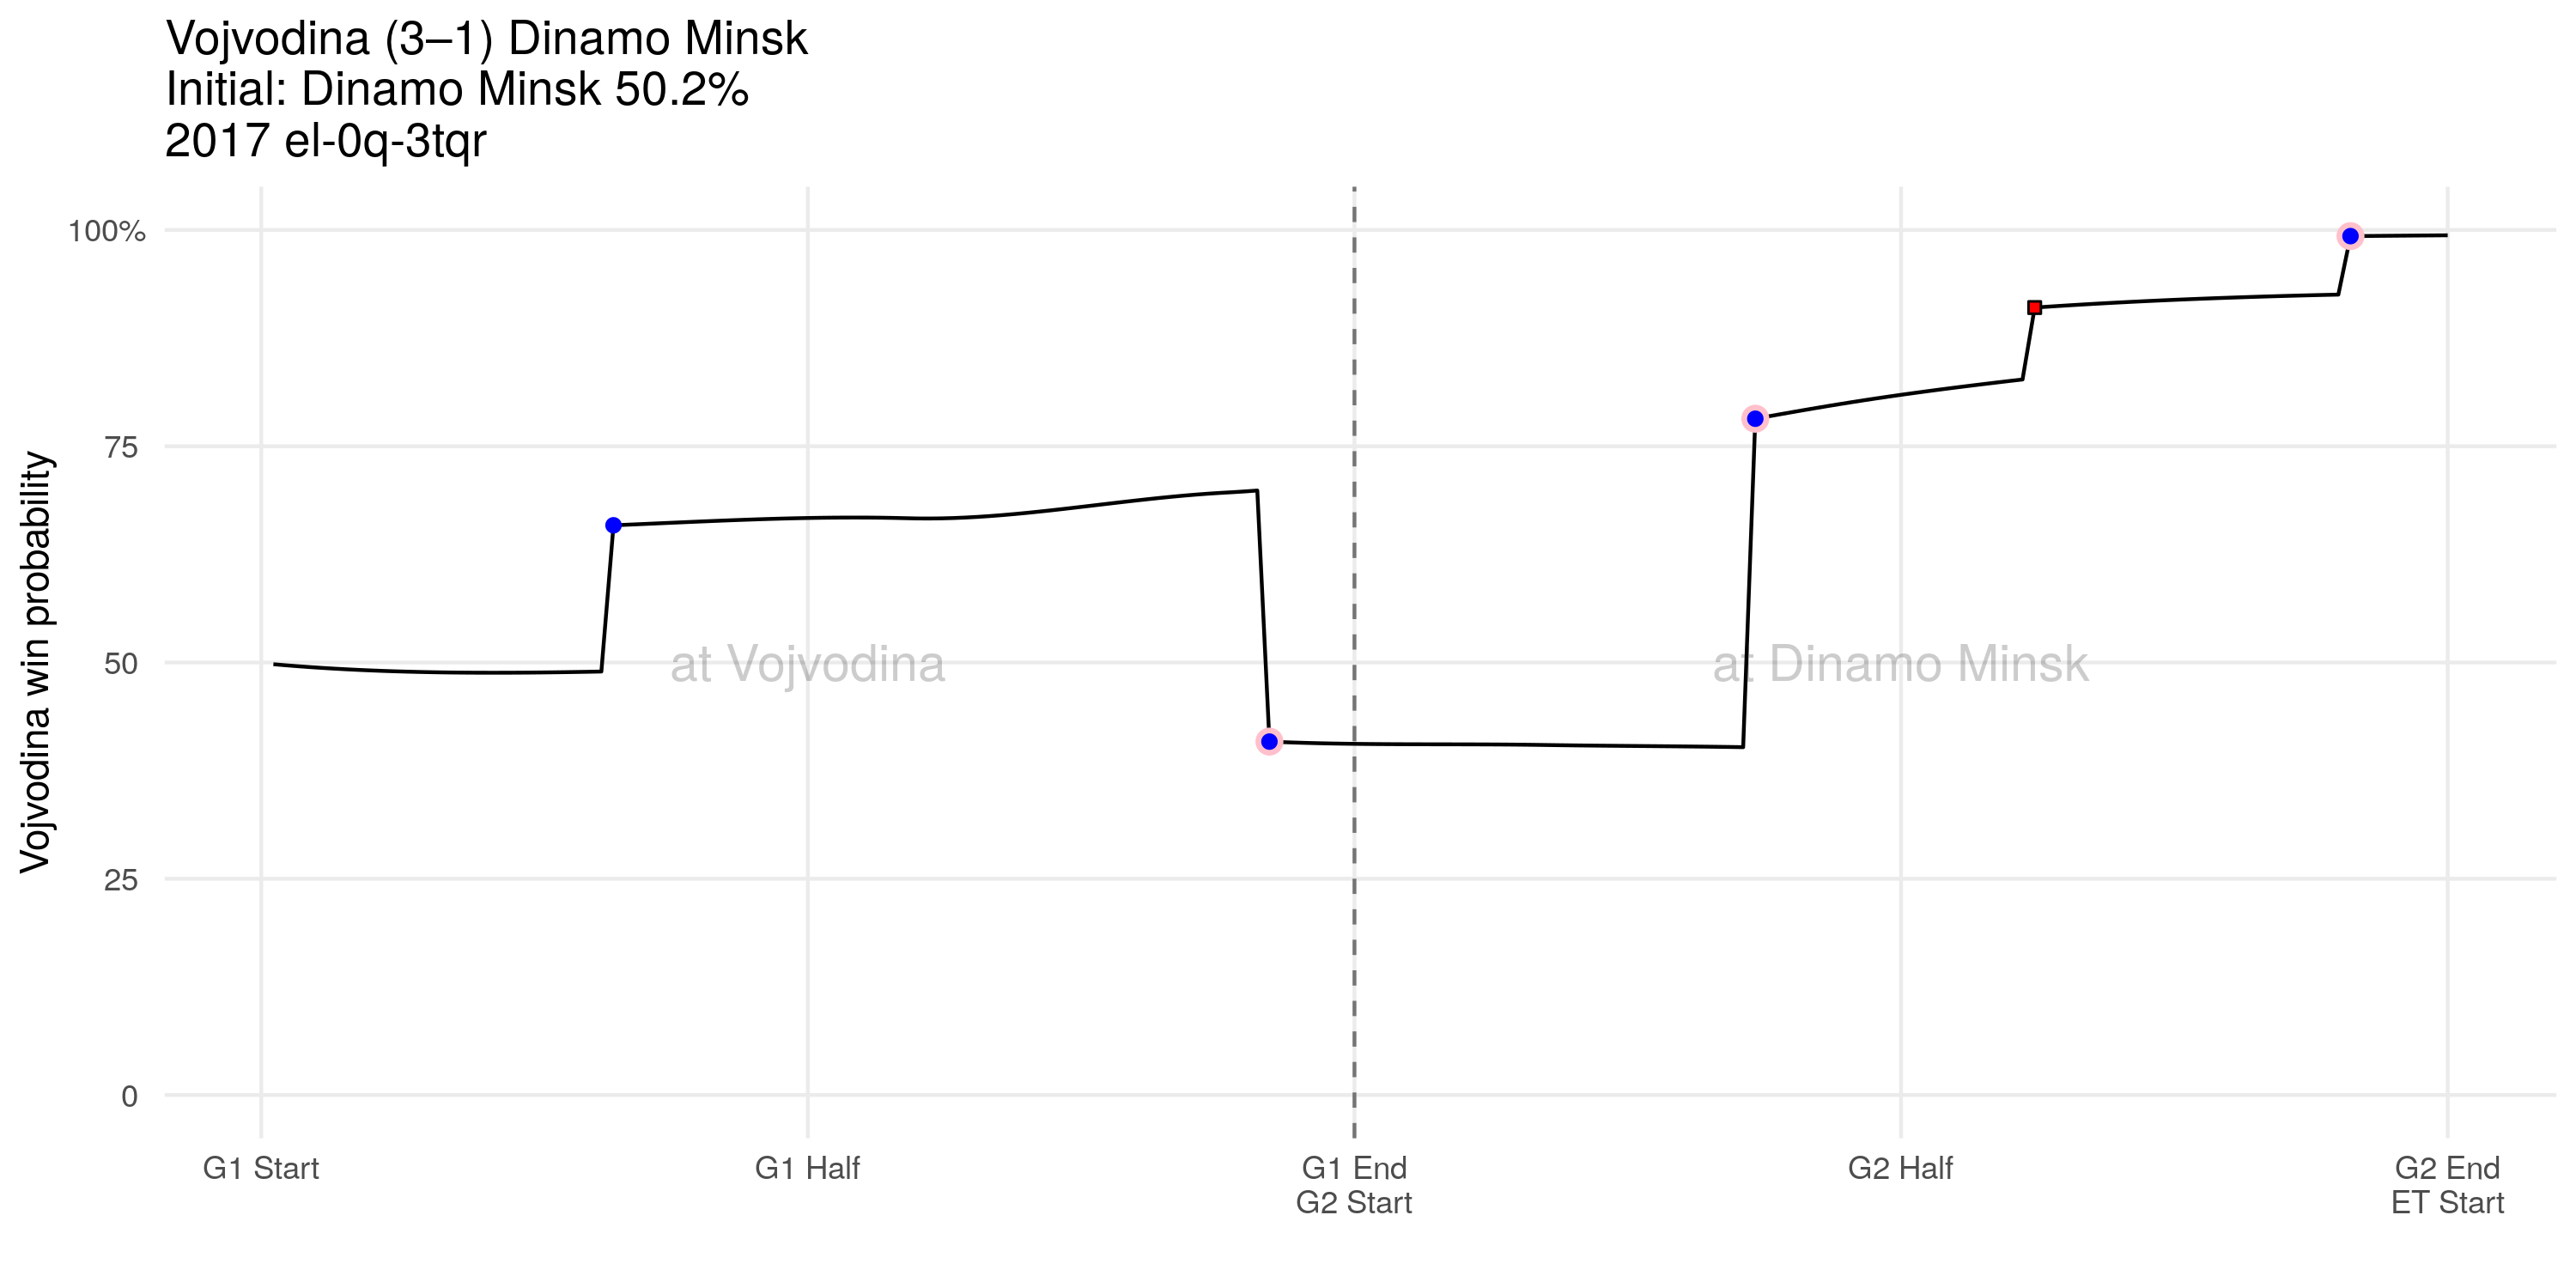 Vojvodina (3–1) Dinamo Minsk
Initial: Dinamo Minsk 50.2%
2017 el-0q-3tqr
Vojvodina win probability
100%
75
50
25
0
at Vojvodina
at Dinamo Minsk
G1 Start
G1 Half
G1 End
G2 Start
G2 Half
G2 End
ET Start